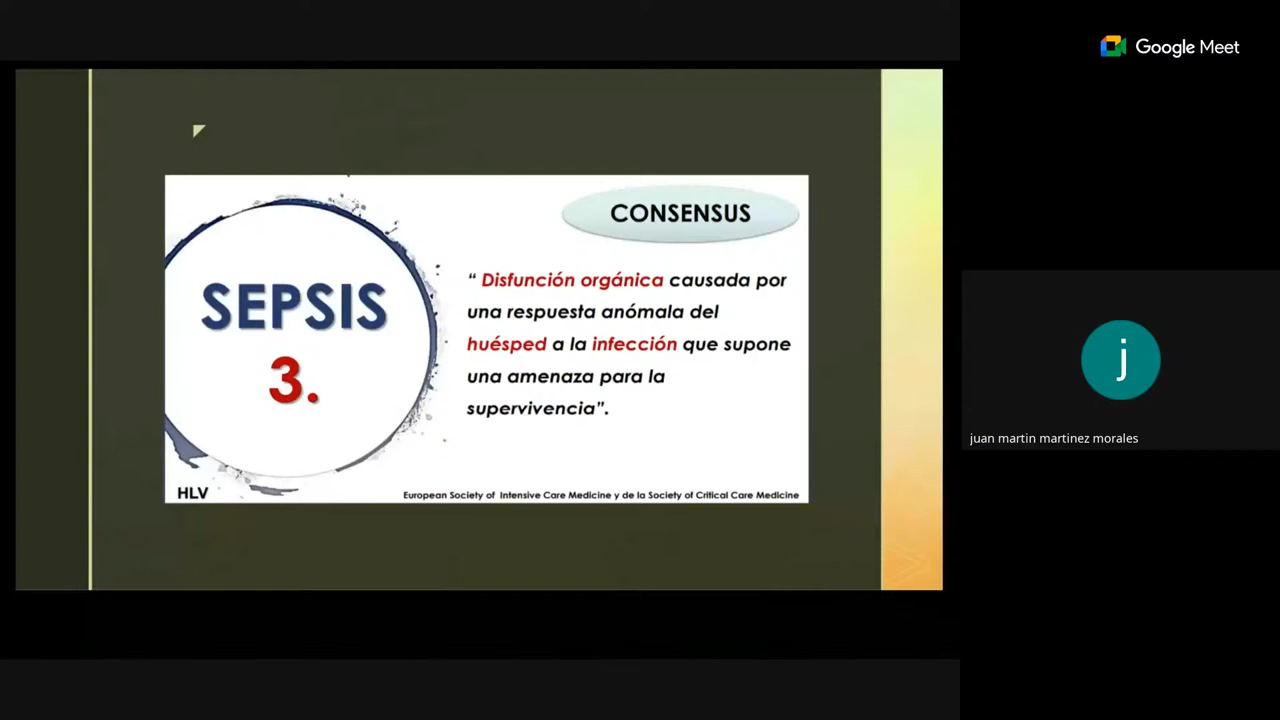 Google Meet
CONSENSUS
SEPSIS
3.
“ Disfunción orgánica causada por
una respuesta anómala del
huésped a la infección que supone
una amenaza para la
supervivencia”.
HLV
European Society of Intensive Care Medicine y de la Society of Critical Care Medicine
j
juan martin martinez morales